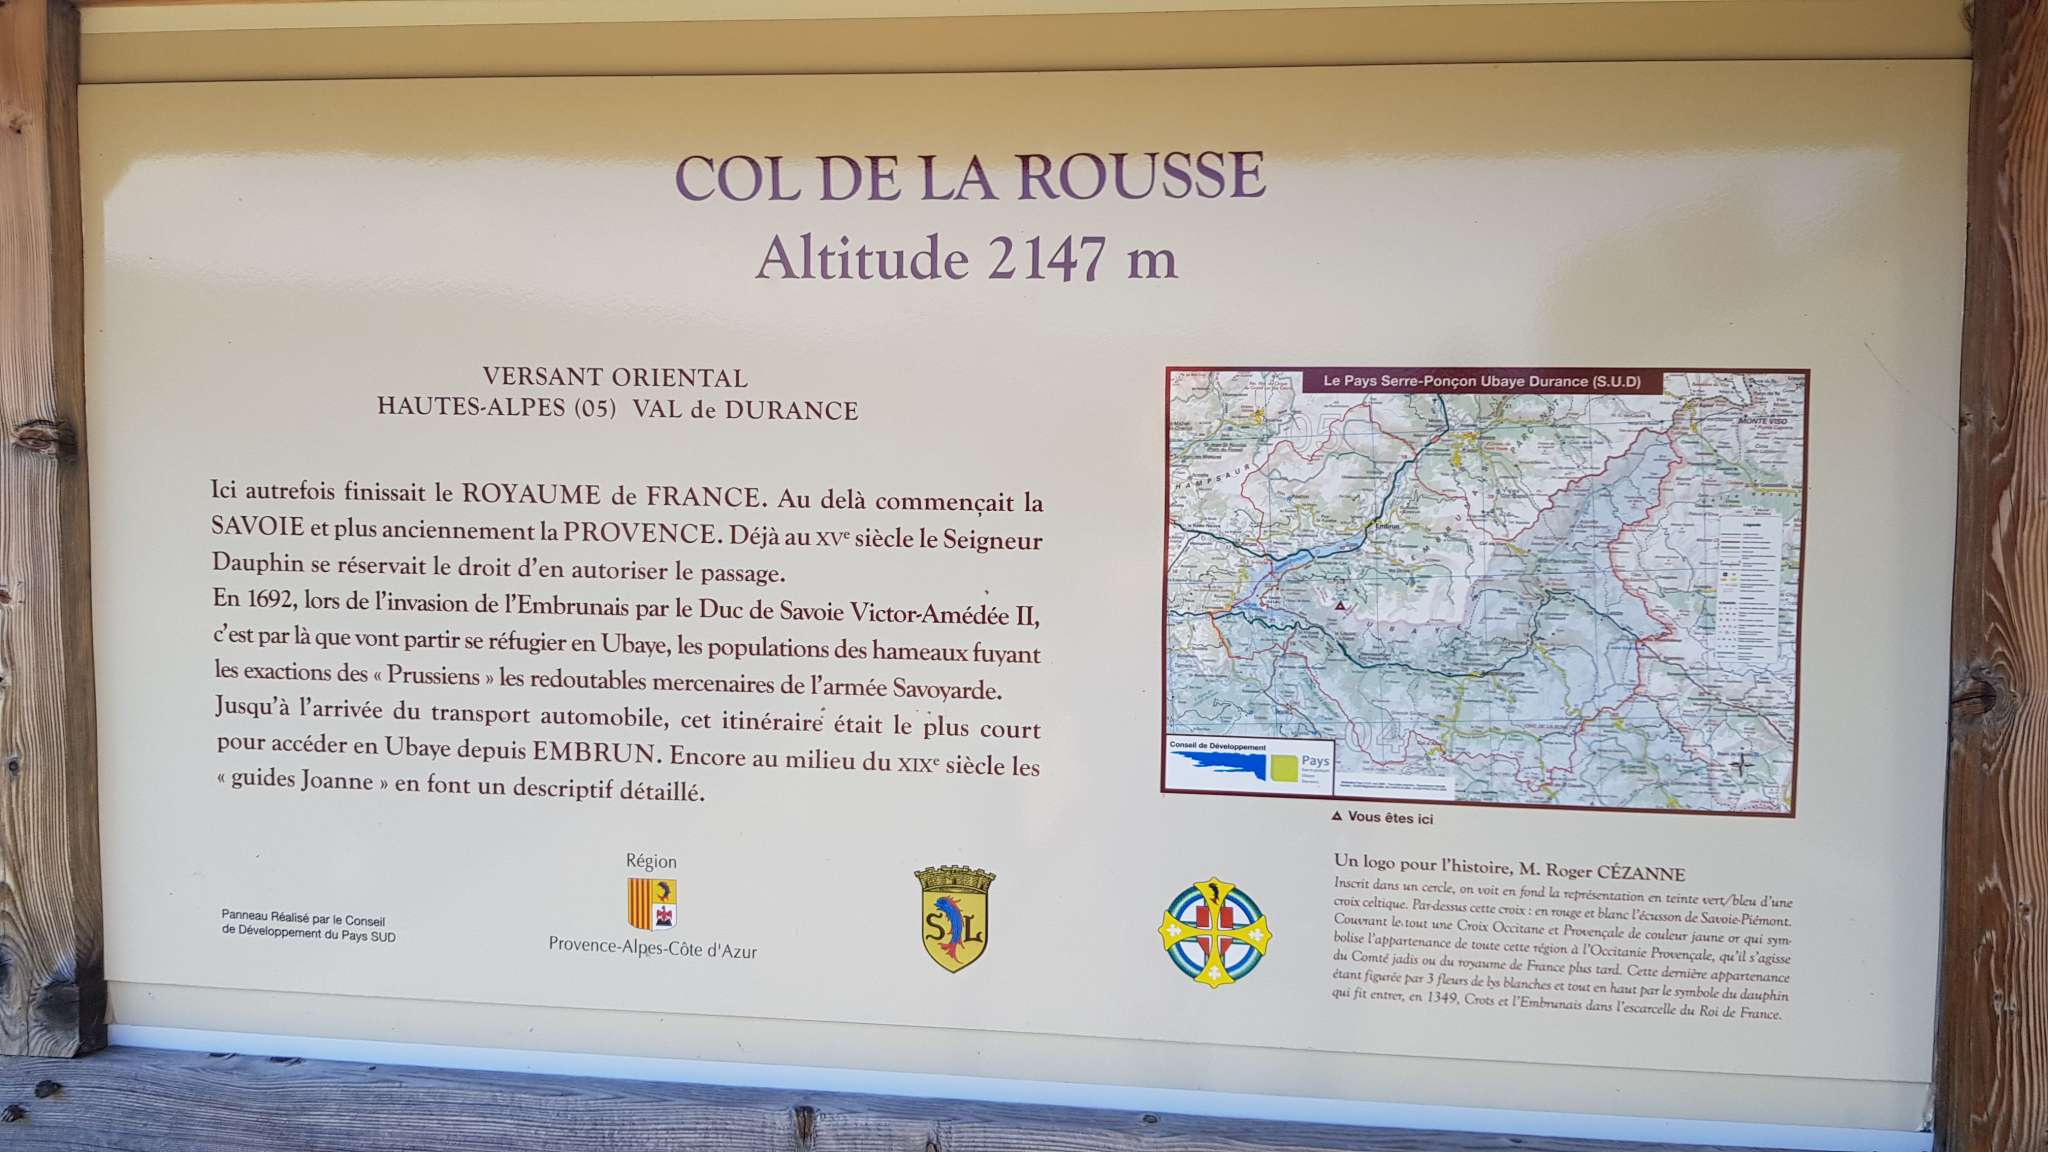 COL DE LA ROUSSE
Altitude 2147 m
VERSANT ORIENTAL
HAUTES-ALPES (05) VAL de DURANCE
Ici autrefois finissait le ROYAUME de FRANCE. Au delà commençait la
SAVOIE et plus anciennement la PROVENCE. Déjà au XVe siècle le Seigneur
Dauphin se réservait le droit d'en autoriser le passage.
En 1692, lors de l'invasion de l'Embrunais par le Duc de Savoie Victor-Amédée II,
c'est par là que vont partir se réfugier en Ubaye, les populations des hameaux fuyant
les exactions des « Prussiens » les redoutables mercenaires de l'armée Savoyarde.
Jusqu'à l'arrivée du transport automobile, cet itinéraire était le plus court
pour accéder en Ubaye depuis EMBRUN. Encore au milieu du XIXe siècle les
« guides Joanne » en font un descriptif détaillé.
Le Pays Serre-Ponçon Ubaye Durance (S.U.D)
MONTE VISO
HAMPSAUR
Embrun
UBAYE
05
04
Conseil de Développement
Pays
Vous êtes ici
Panneau Réalisé par le Conseil
de Développement du Pays SUD
Région
Provence-Alpes-Côte d'Azur
S L
Un logo pour l'histoire, M. Roger CÉZANNE
Inscrit dans un cercle, on voit en fond la représentation en teinte vert/bleu d'une
croix celtique. Par-dessus cette croix : en rouge et blanc l'écusson de Savoie-Piémont.
Couvrant le tout une Croix Occitane et Provençale de couleur jaune or qui sym-
bolise l'appartenance de toute cette région à l'Occitanie Provençale, qu'il s'agisse
du Comté jadis ou du royaume de France plus tard. Cette dernière appartenance
étant figurée par 3 fleurs de lys blanches et tout en haut par le symbole du dauphin
qui fit entrer, en 1349, Crots et l'Embrunais dans l'escarcelle du Roi de France.